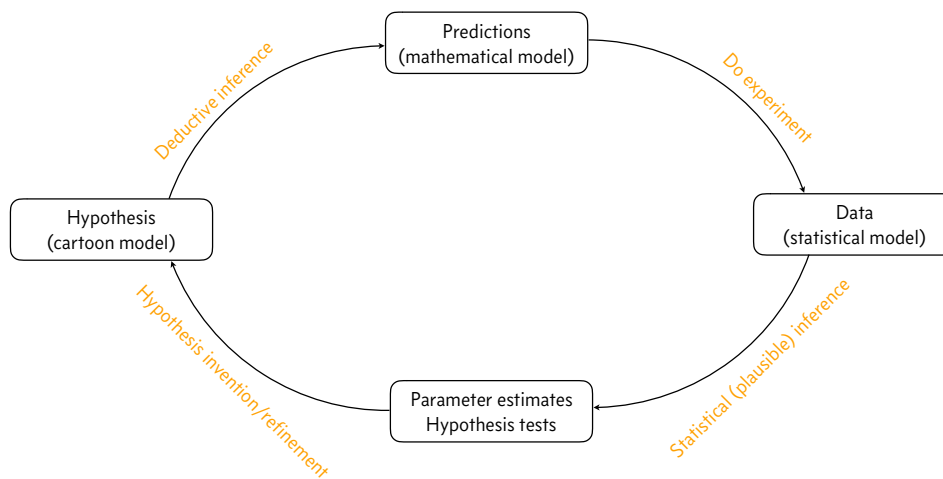 Predictions
(mathematical model)
Deductive inference
Do experiment
Hypothesis
(cartoon model)
Data
(statistical model)
Hypothesis invention/refinement
Statistical (plausible) inference
Parameter estimates
Hypothesis tests